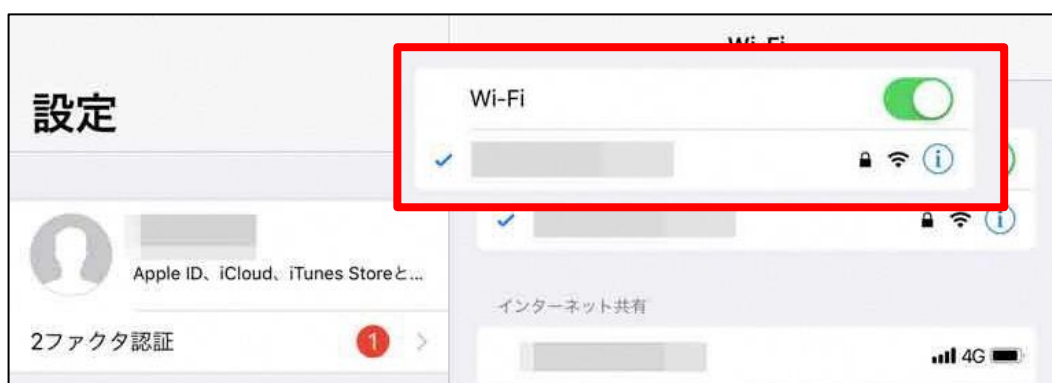 設定
Apple ID、iCloud、iTunes Storeと...
2ファクタ認証
1
Wi-Fi
Wi-Fi
インターネット共有
4G